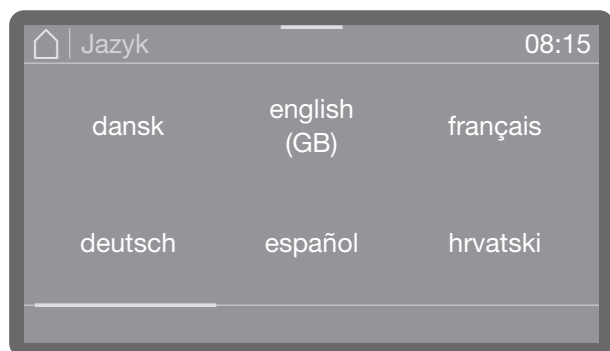 Jazyk 08:15
dansk
english
(GB)
français
deutsch
español
hrvatski